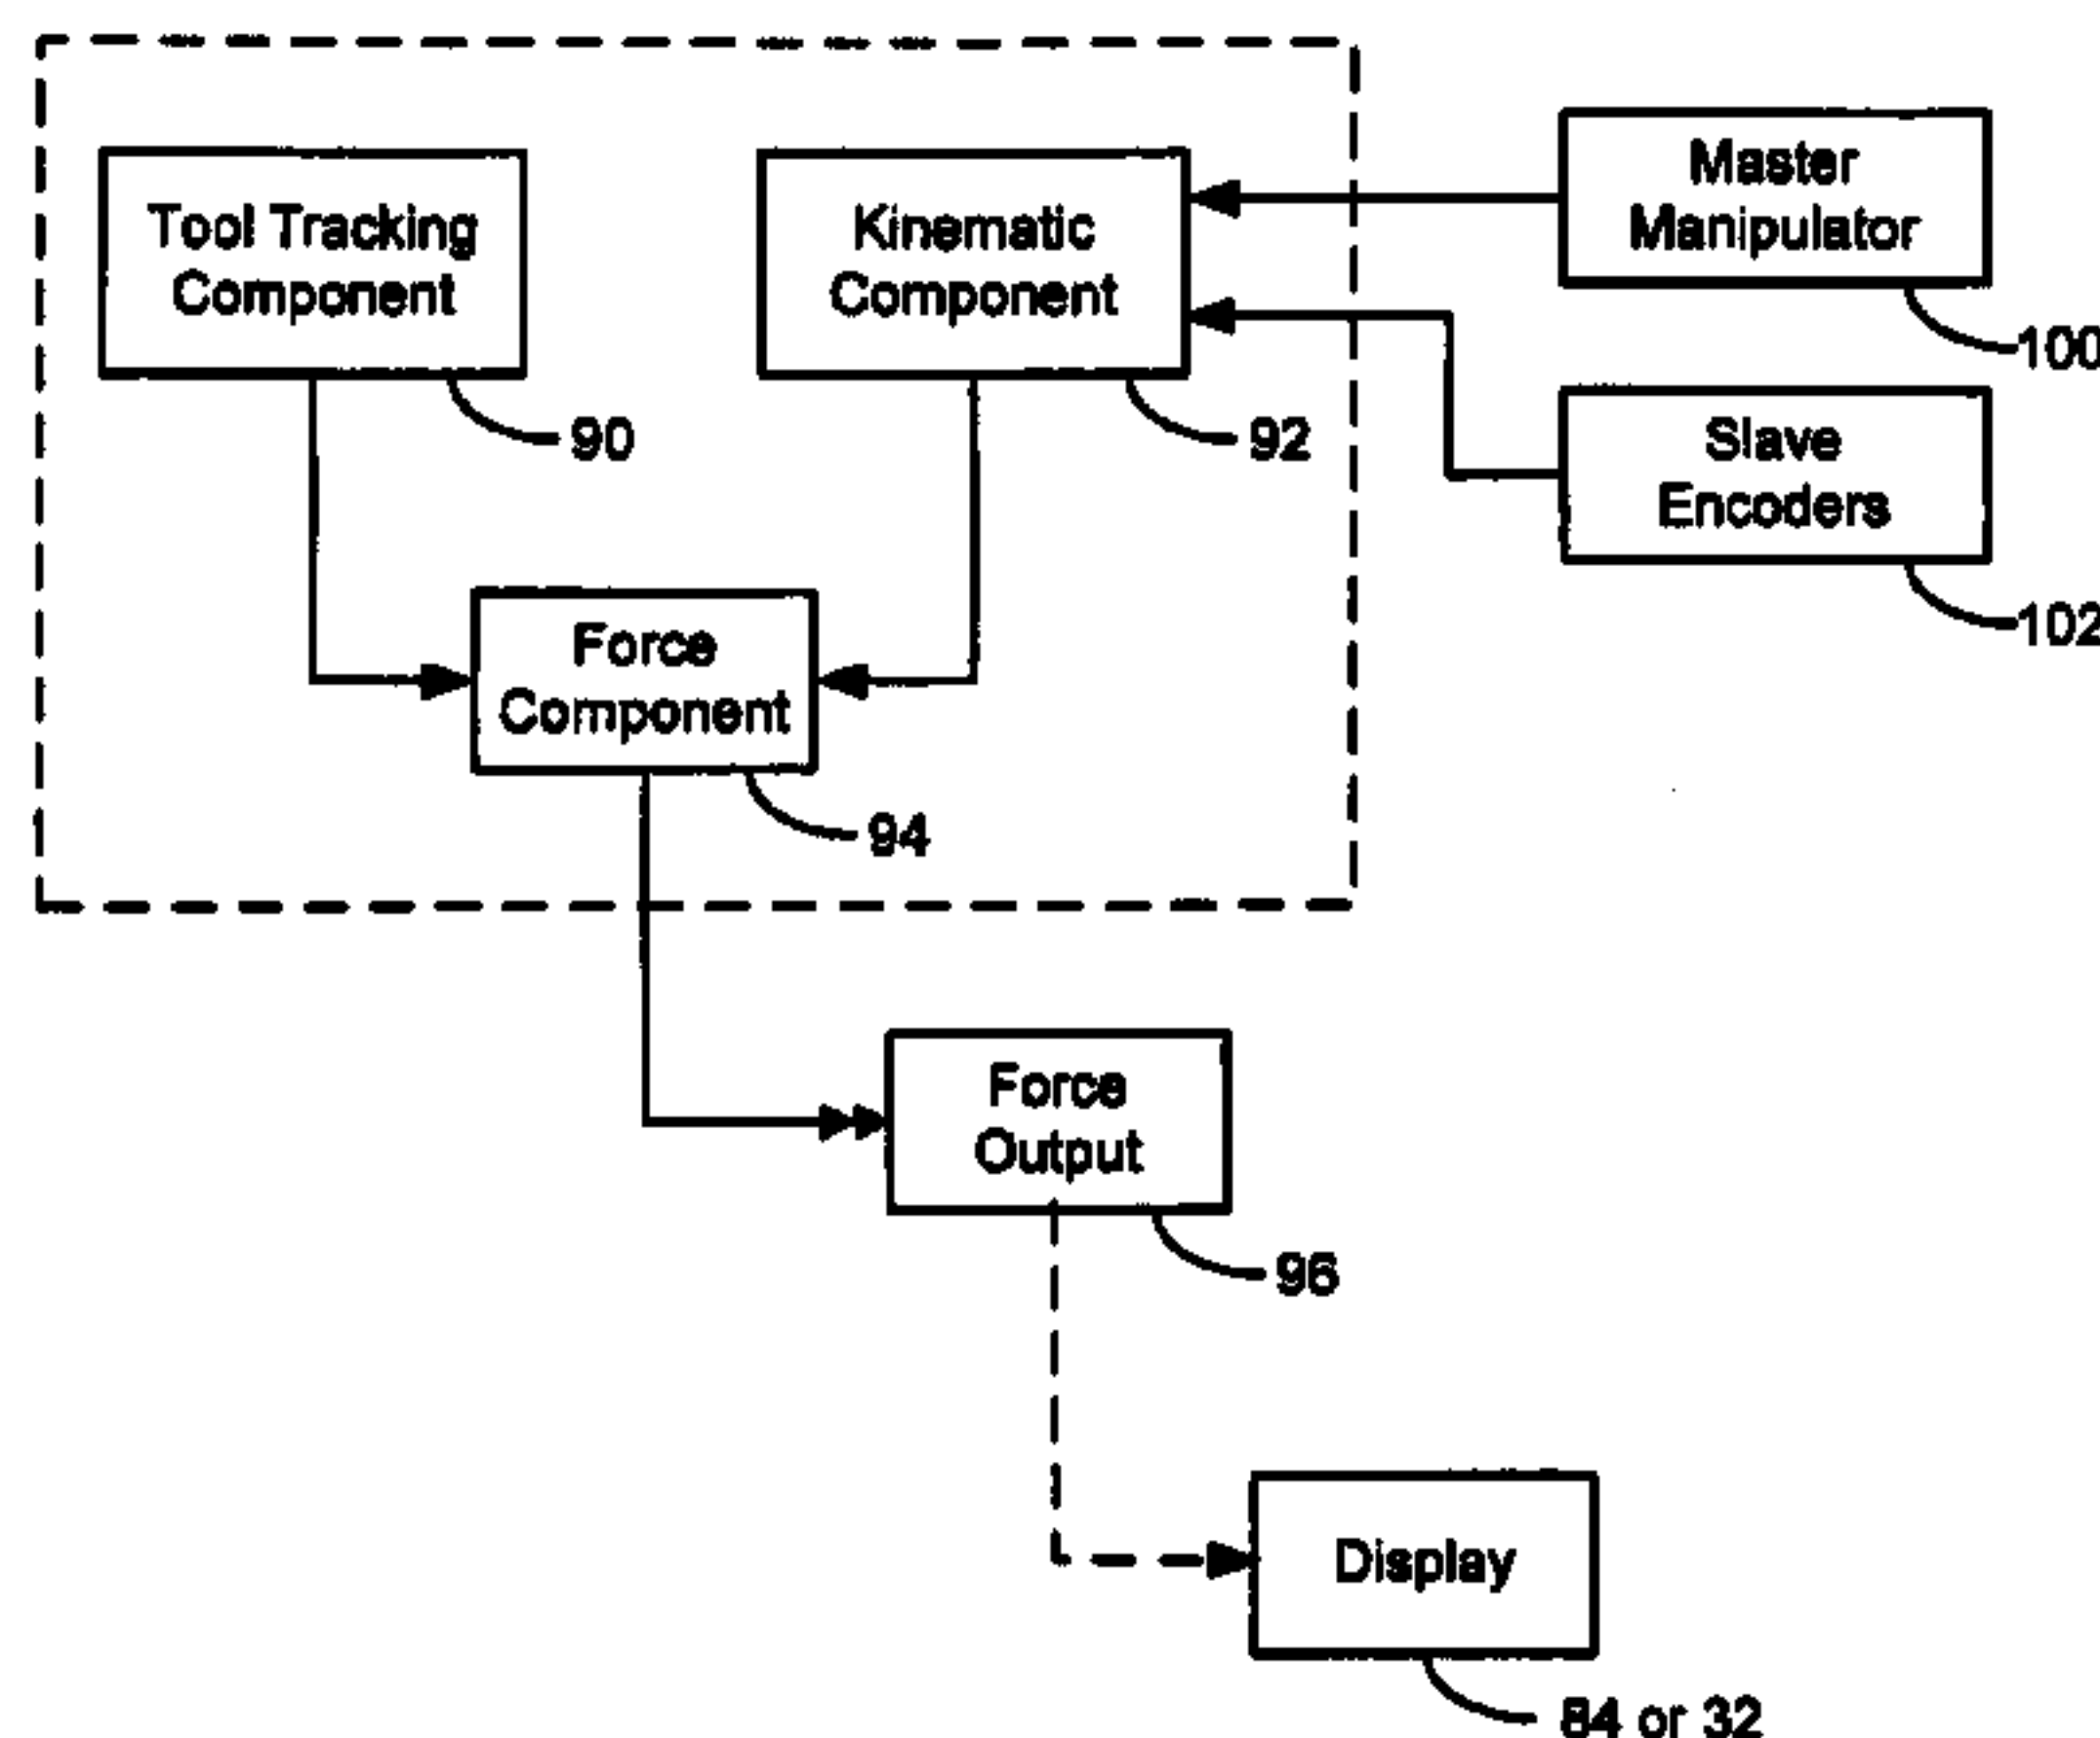 Tool Tracking
Component
90
Kinematic
Component
92
Master
Manipulator
100
Slave
Encoders
102
Force
Component
94
Force
Output
96
Display
84 or 32